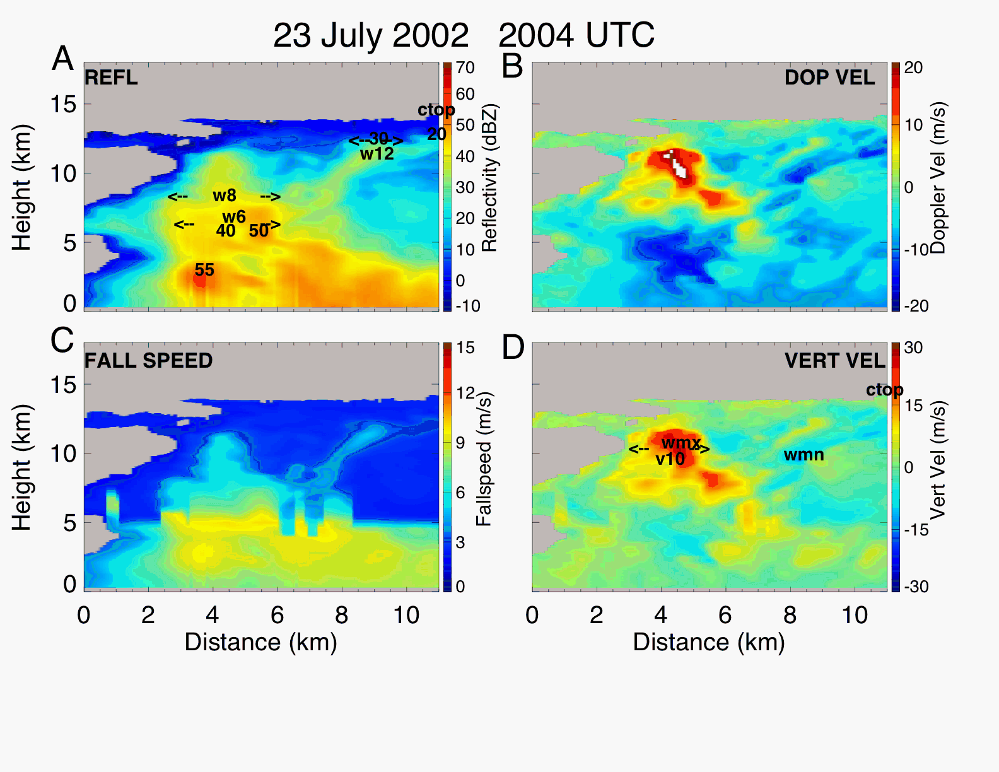 23 July 2002 2004 UTC
A
REFL
15
10
5
0
Height (km)
ctop
20
<--30-->
w12
<-- w8 -->
w6
<-- -->
40 50
55
70
60
50
40
30
20
10
0
-10
Reflectivity (dBZ)
B
DOP VEL
20
10
0
-10
-20
Doppler Vel (m/s)
C
FALL SPEED
15
10
5
0
Height (km)
0 2 4 6 8 10
Distance (km)
15
12
9
6
3
0
Fallspeed (m/s)
D
VERT VEL
ctop
wmx
<-- -->
v10
wmn
0 2 4 6 8 10
Distance (km)
30
15
0
-15
-30
Vert Vel (m/s)